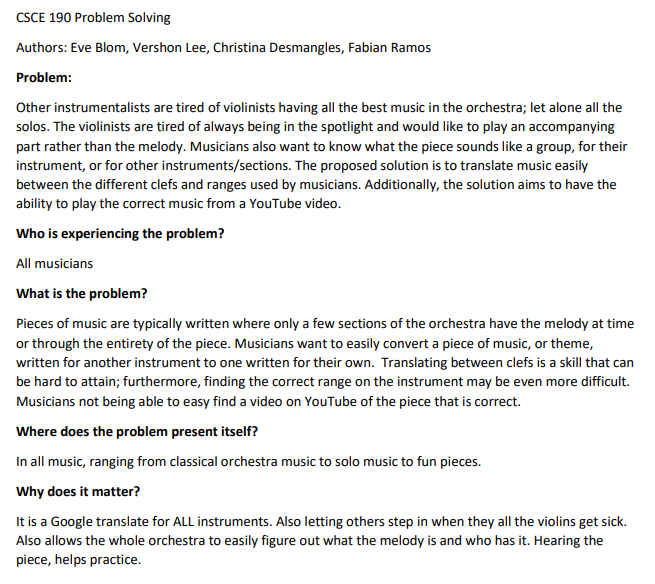 CSCE 190 Problem Solving
Authors: Eve Blom, Vershon Lee, Christina Desmangles, Fabian Ramos
Problem:
Other instrumentalists are tired of violinists having all the best music in the orchestra; let alone all the
solos. The violinists are tired of always being in the spotlight and would like to play an accompanying
part rather than the melody. Musicians also want to know what the piece sounds like a group, for their
instrument, or for other instruments/sections. The proposed solution is to translate music easily
between the different clefs and ranges used by musicians. Additionally, the solution aims to have the
ability to play the correct music from a YouTube video.
Who is experiencing the problem?
All musicians
What is the problem?
Pieces of music are typically written where only a few sections of the orchestra have the melody at time
or through the entirety of the piece. Musicians want to easily convert a piece of music, or theme,
written for another instrument to one written for their own.  Translating between clefs is a skill that can
be hard to attain; furthermore, finding the correct range on the instrument may be even more difficult.
Musicians not being able to easy find a video on YouTube of the piece that is correct.
Where does the problem present itself?
In all music, ranging from classical orchestra music to solo music to fun pieces.
Why does it matter?
It is a Google translate for ALL instruments. Also letting others step in when they all the violins get sick.
Also allows the whole orchestra to easily figure out what the melody is and who has it. Hearing the
piece, helps practice.